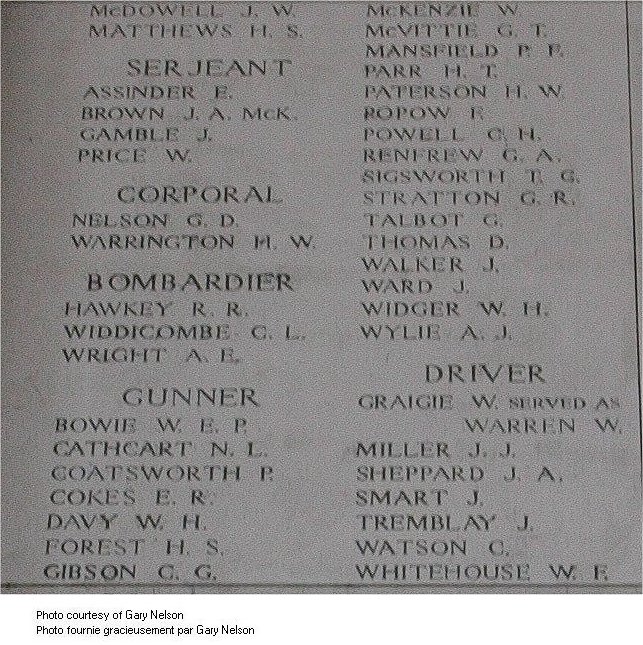 McDOWELL J. W.
MATTHEWS H. S.
SERJEANT
ASSINDER E.
BROWN J. A. McK.
GAMBLE J.
PRICE W.
CORPORAL
NELSON G. D.
WARRINGTON H. W.
BOMBARDIER
HAWKEY R. R.
WIDDICOMBE C. L.
WRIGHT A. E.
GUNNER
BOWIE W. E. P.
CATHCART N. L.
COATSWORTH P.
COKES E. R.
DAVY W. H.
FOREST H. S.
GIBSON C. G.
McKENZIE W.
McVITTIE G. T.
MANSFIELD P. F.
PARR H. T.
PATERSON H. W.
POPOW F.
POWELL C. H.
RENFREW G. A.
SIGSWORTH T. G.
STRATTON G. R.
TALBOT G.
THOMAS D.
WALKER J.
WARD J.
WIDGER W. H.
WYLIE A. J.
DRIVER
GRAIGIE W. SERVED AS
WARREN W.
MILLER J. J.
SHEPPARD J. A.
SMART J.
TREMBLAY J.
WATSON C.
WHITEHOUSE W. F.
Photo courtesy of Gary Nelson
Photo fournie gracieusement par Gary Nelson